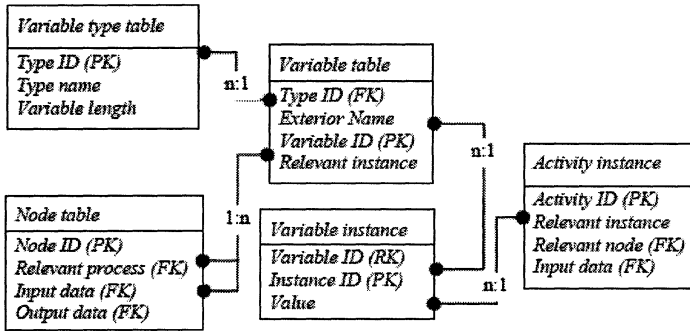 Variable type table
Type ID (PK)
Type name
Variable length
n:1
Variable table
Type ID (FK)
Exterior Name
Variable ID (PK)
Relevant instance
n:1
Node table
Node ID (PK)
Relevant process (FK)
Input data (FK)
Output data (FK)
1:n
Variable instance
Variable ID (RK)
Instance ID (PK)
Value
n:1
Activity instance
Activity ID (PK)
Relevant instance
Relevant node (FK)
Input data (FK)